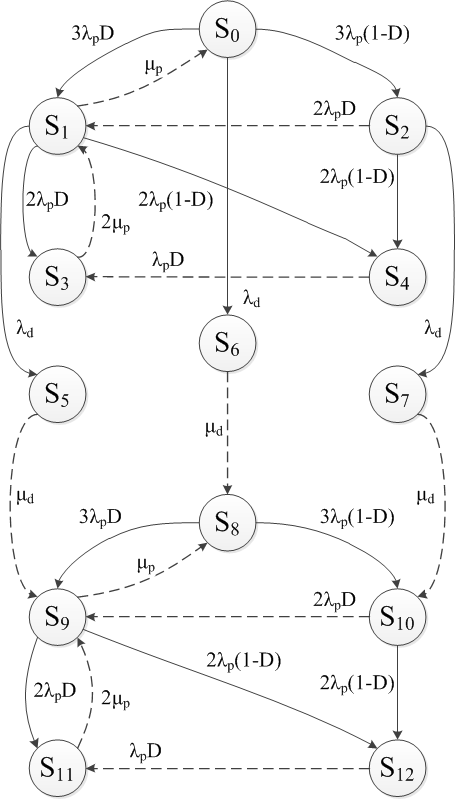 S₀
3λₚD
3λₚ(1-D)
μₚ
2λₚD
S₁
S₂
2λₚD
2λₚ(1-D)
2λₚ(1-D)
2μₚ
λₚD
S₃
S₄
λd
λd
λd
S₆
S₅
S₇
μd
μd
μd
S₈
3λₚD
3λₚ(1-D)
μₚ
2λₚD
S₉
S₁₀
2λₚ(1-D)
2λₚD
2μₚ
2λₚ(1-D)
λₚD
S₁₁
S₁₂